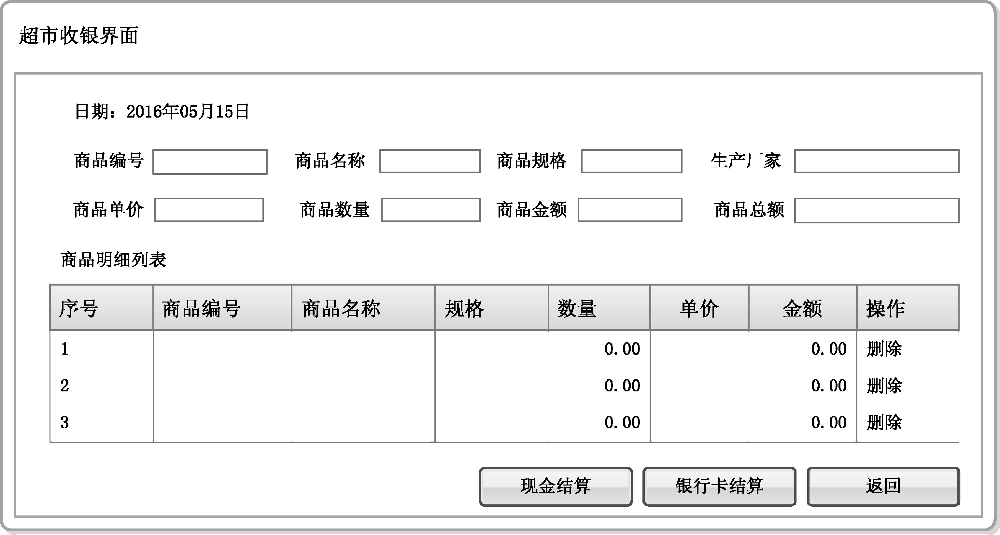 超市收银界面
日期：2016年05月15日
商品编号 商品名称 商品规格 生产厂家
商品单价 商品数量 商品金额 商品总额
商品明细列表
序号 商品编号 商品名称 规格 数量 单价 金额 操作
1 0.00 0.00 删除
2 0.00 0.00 删除
3 0.00 0.00 删除
现金结算 银行卡结算 返回